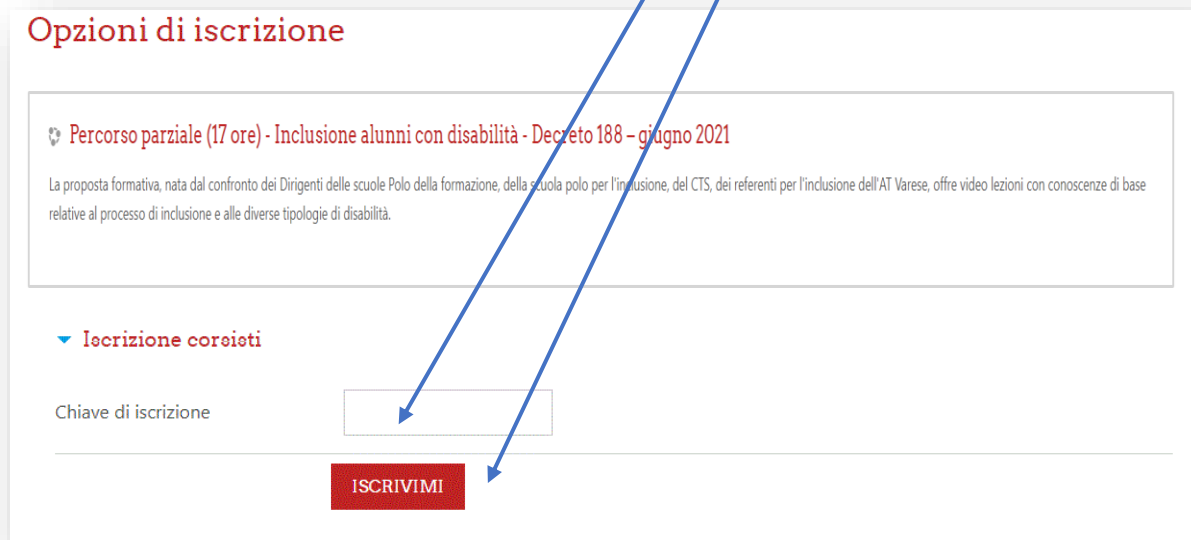 Opzioni di iscrizione
Percorso parziale (17 ore) - Inclusione alunni con disabilità - Decreto 188 – giugno 2021
La proposta formativa, nata dal confronto dei Dirigenti delle scuole Polo della formazione, della scuola polo per l'inclusione, del CTS, dei referenti per l'inclusione dell'AT Varese, offre video lezioni con conoscenze di base
relative al processo di inclusione e alle diverse tipologie di disabilità.
Iscrizione corsisti
Chiave di iscrizione
ISCRIVIMI